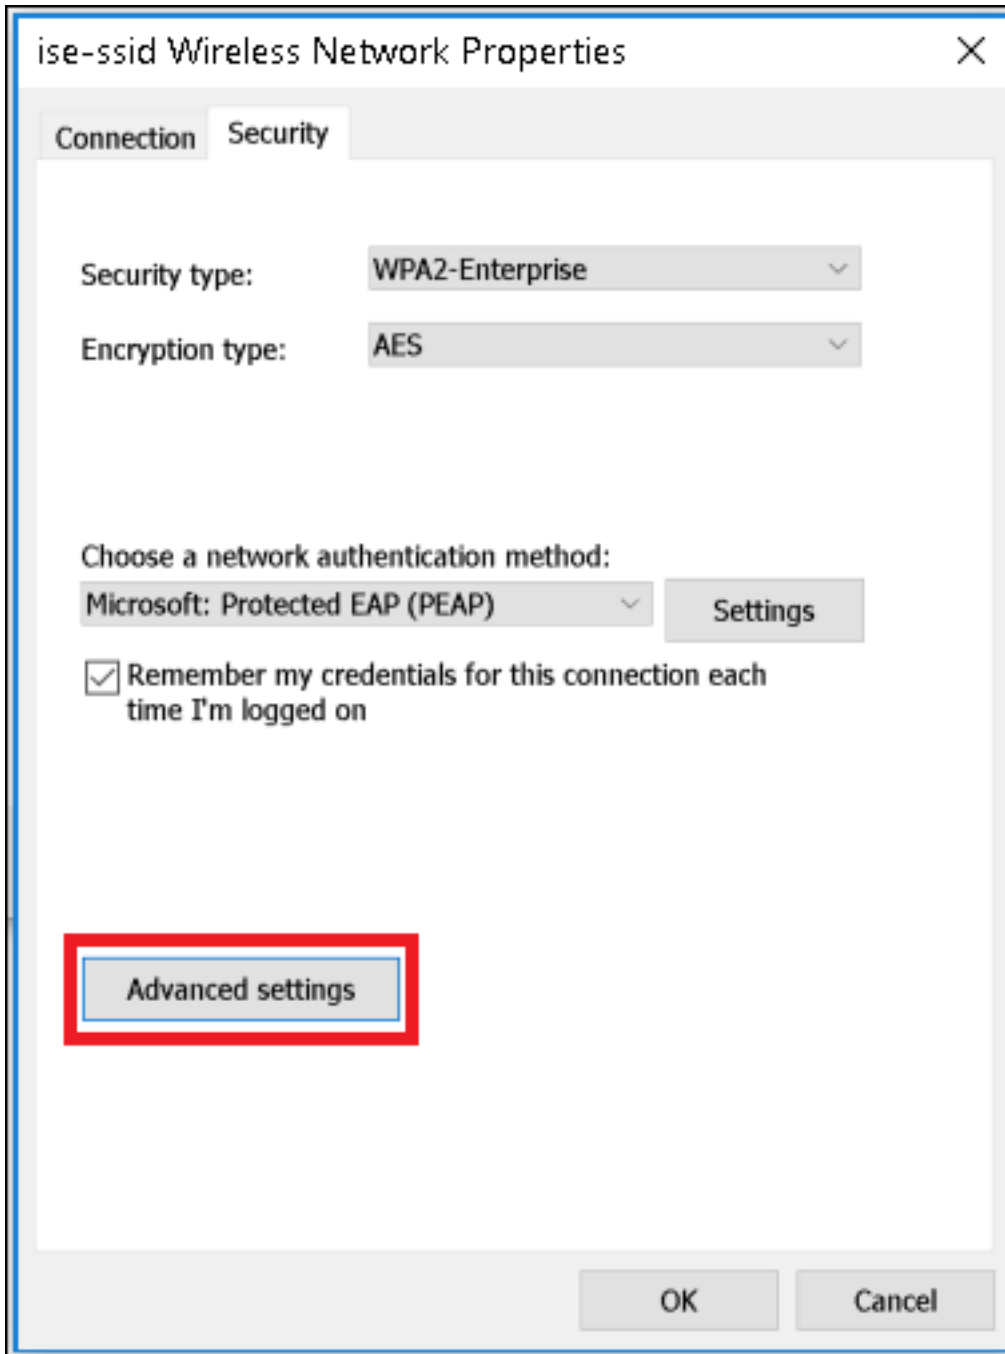 ise-ssid Wireless Network Properties
Connection
Security
Security type:
WPA2-Enterprise
Encryption type:
AES
Choose a network authentication method:
Microsoft: Protected EAP (PEAP)
Settings
Remember my credentials for this connection each
time I'm logged on
Advanced settings
OK
Cancel